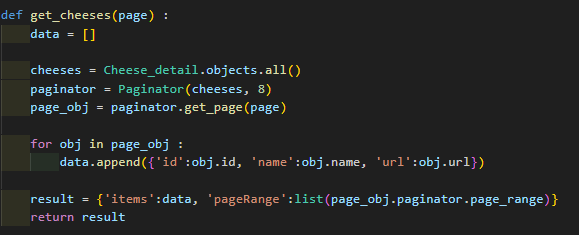 def get_cheeses(page) :
    data = []

    cheeses = Cheese_detail.objects.all()
    paginator = Paginator(cheeses, 8)
    page_obj = paginator.get_page(page)

    for obj in page_obj :
        data.append({'id':obj.id, 'name':obj.name, 'url':obj.url})

    result = {'items':data, 'pageRange':list(page_obj.paginator.page_range)}
    return result